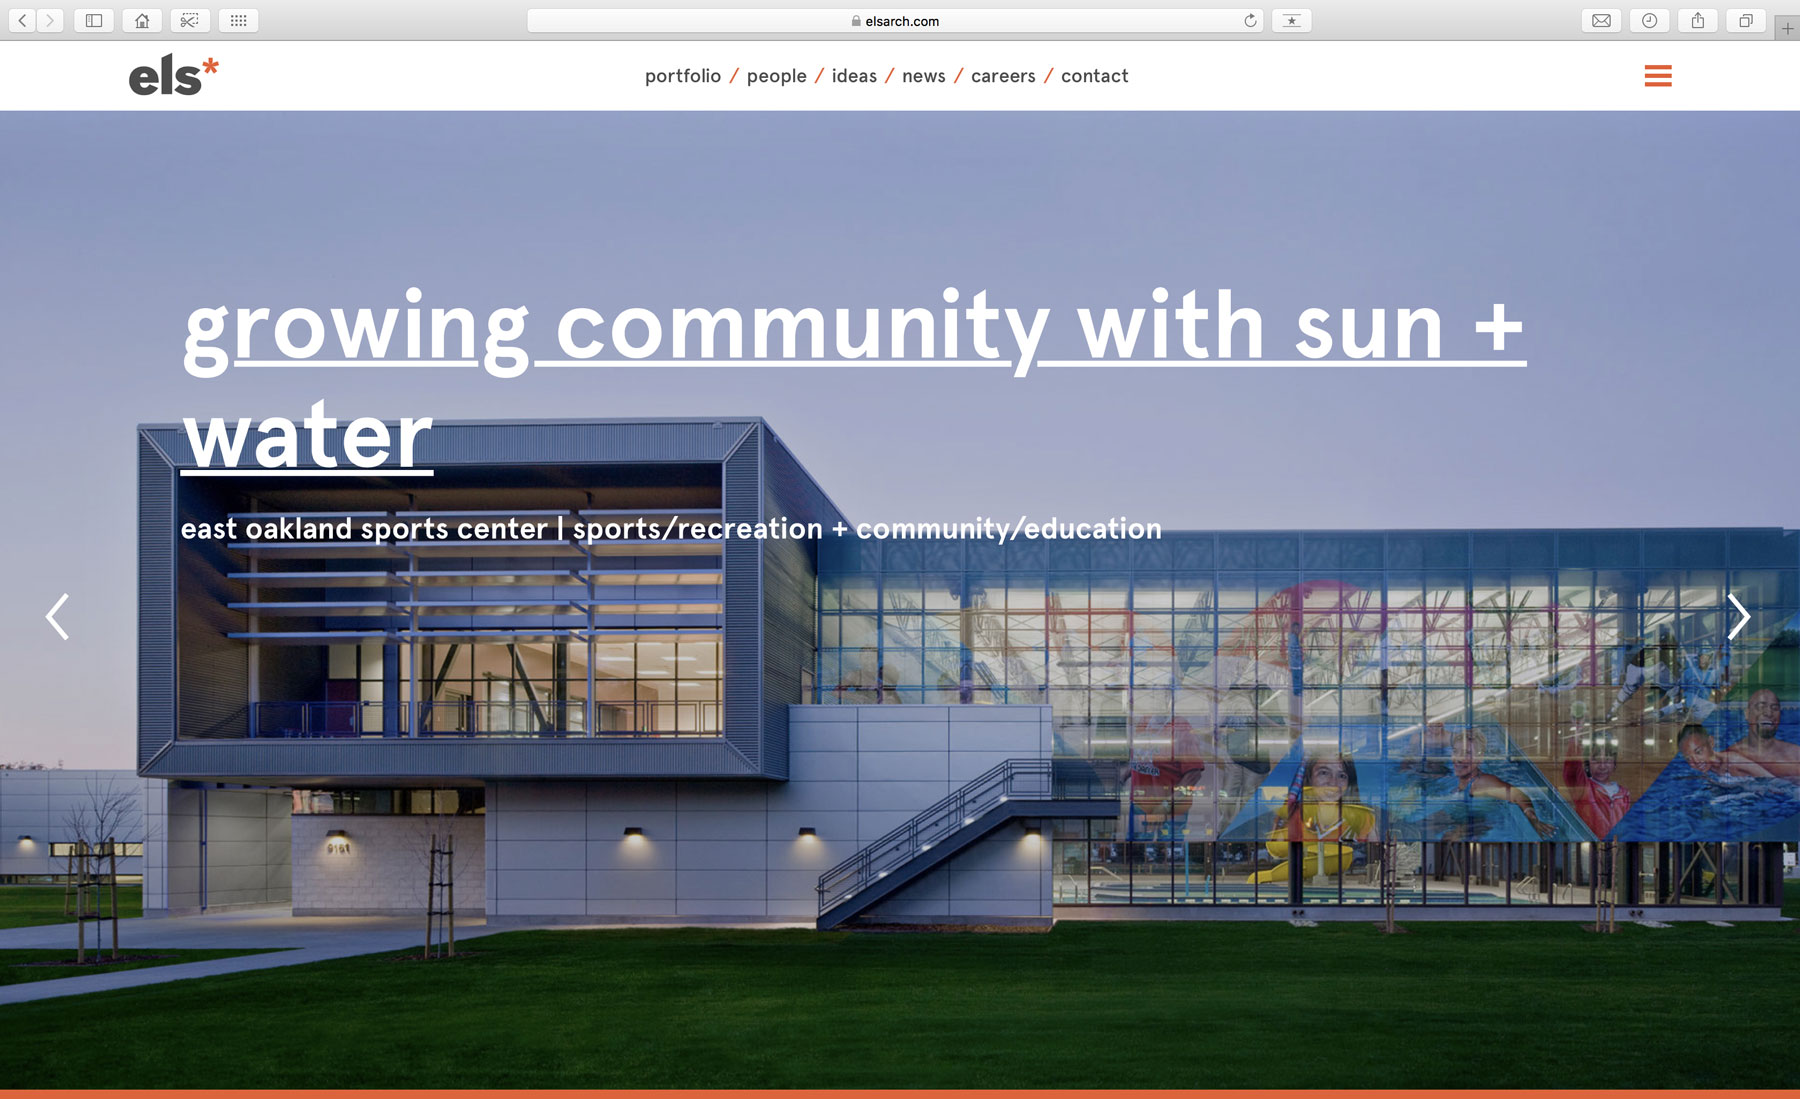 elsarch.com
els*
portfolio / people / ideas / news / careers / contact
growing community with sun +
water
east oakland sports center | sports/recreation + community/education
9161